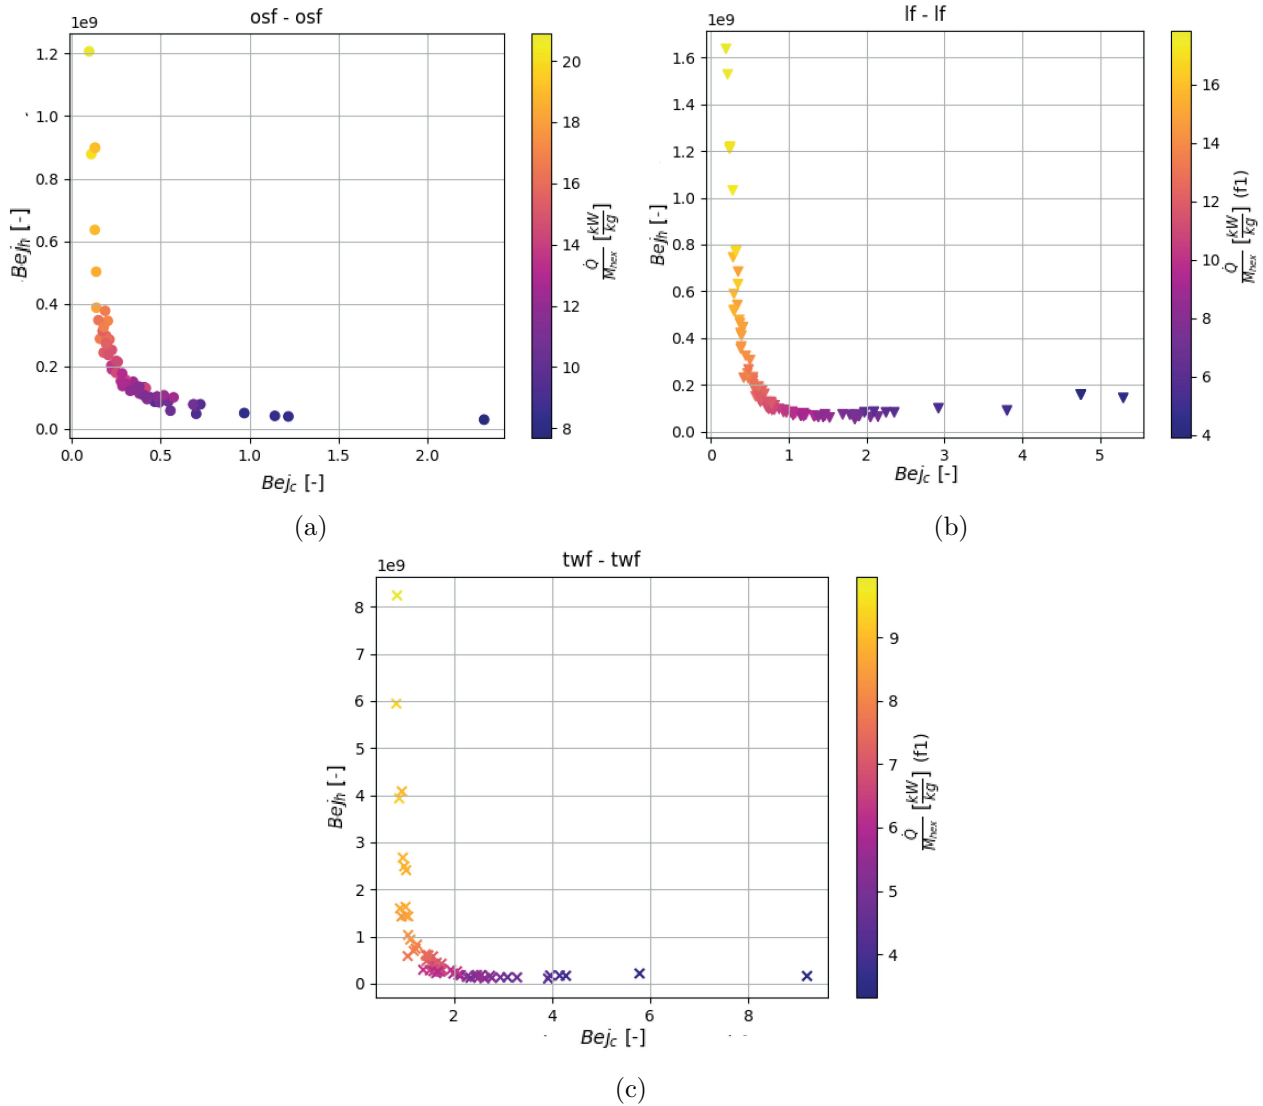 osf - osf
1e9
1.2
1.0
0.8
0.6
0.4
0.2
0.0
0.0 0.5 1.0 1.5 2.0
Bej_h [-]
Bej_c [-]
20
18
16
14
12
10
8
Q̇/M_hex [kW/kg]
(a)
lf - lf
1e9
1.6
1.4
1.2
1.0
0.8
0.6
0.4
0.2
0.0
0 1 2 3 4 5
Bej_h [-]
Bej_c [-]
16
14
12
10
8
6
4
Q̇/M_hex [kW/kg] (f1)
(b)
twf - twf
1e9
8
7
6
5
4
3
2
1
0
2 4 6 8
Bej_h [-]
Bej_c [-]
9
8
7
6
5
4
Q̇/M_hex [kW/kg] (f1)
(c)